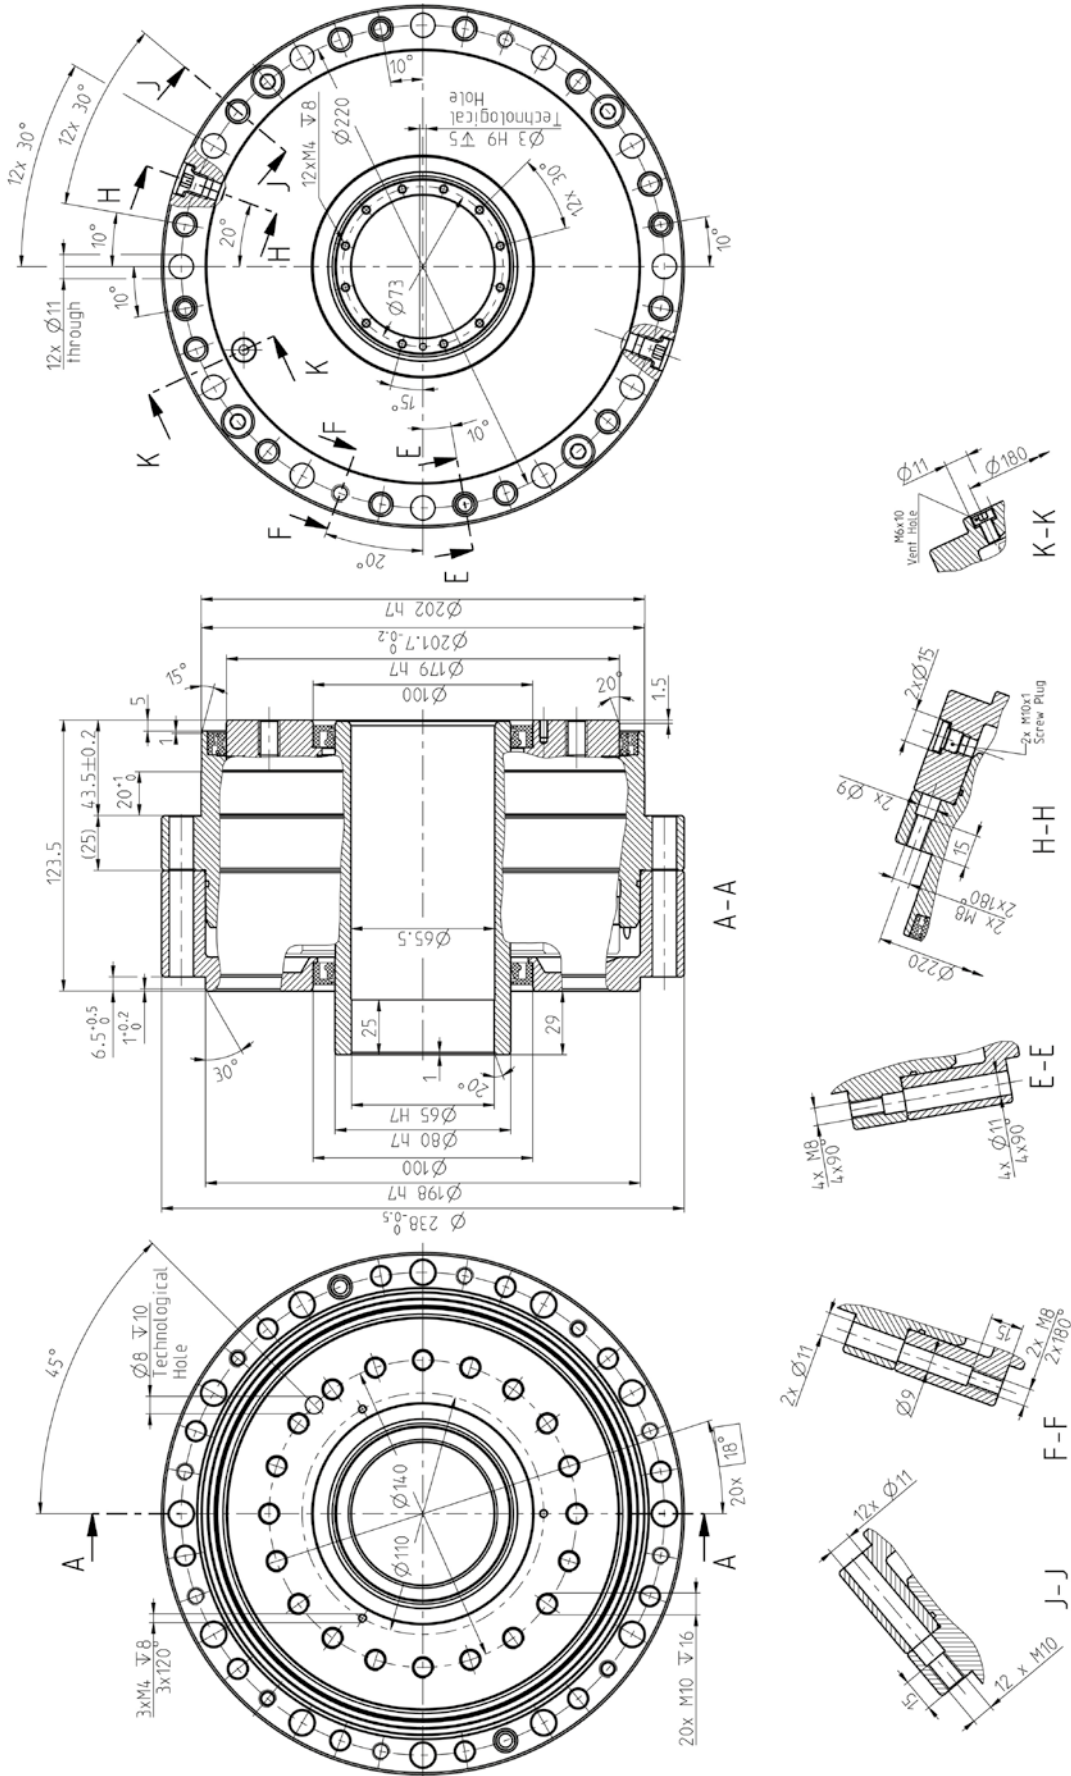 12x 30°
12x 30°
10°
20°
10°
12x Ø11
through
H
H
J
J
K
K
F
F
E
E
10°
Ø220
12xM4 ↧8
Technological
Hole
Ø3 H9 ↧5
12x 30°
Ø73
15°
10°
20°
10°
123.5
(25)
43.5±0.2
20 +1 0
5
1
15°
6.5 +0.5 0
1 +0.2 0
30°
Ø202 h7
Ø201.7 0 -0.2
Ø179 h7
Ø100
20°
1.5
Ø65.5
25
29
1
20°
Ø65 H7
Ø80 h7
Ø100
Ø198 h7
Ø 238 0 -0.5
A-A
45°
Ø8 ↧10
Technological
Hole
A
A
3xM4 ↧8
3x120°
Ø110
Ø140
20x 18°
20x M10 ↧16
M6x10
Vent Hole
Ø11
Ø180
K-K
2xØ15
2x M10x1
Screw Plug
2x Ø9
15
2x M8
2x180°
Ø220
H-H
4x M8
4x90°
4x Ø11
4x90°
E-E
2x Ø11
Ø9
15
2x M8
2x180°
F-F
12x Ø11
15
12 x M10
J-J